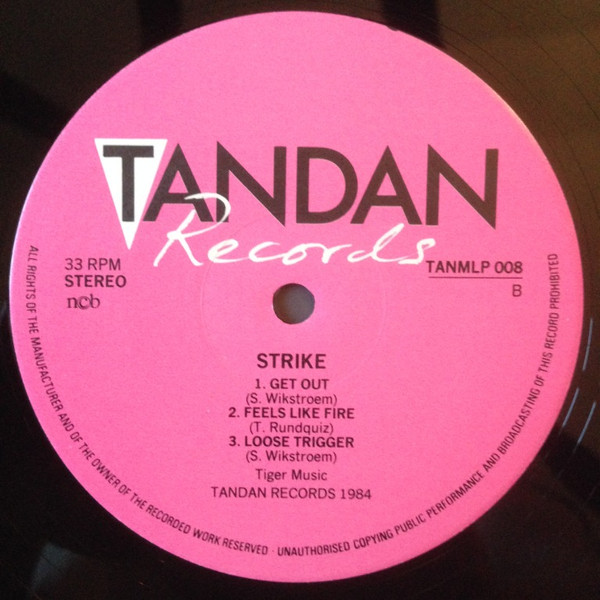 TANDAN
Records
33 RPM
STEREO
ncb
TANMLP 008
B
STRIKE
1. GET OUT
(S. Wikstroem)
2. FEELS LIKE FIRE
(T. Rundquiz)
3. LOOSE TRIGGER
(S. Wikstroem)
Tiger Music
TANDAN RECORDS 1984
ALL RIGHTS OF THE MANUFACTURER AND OF THE OWNER OF THE RECORDED WORK RESERVED · UNAUTHORISED COPYING PUBLIC PERFORMANCE AND BROADCASTING OF THIS RECORD PROHIBITED